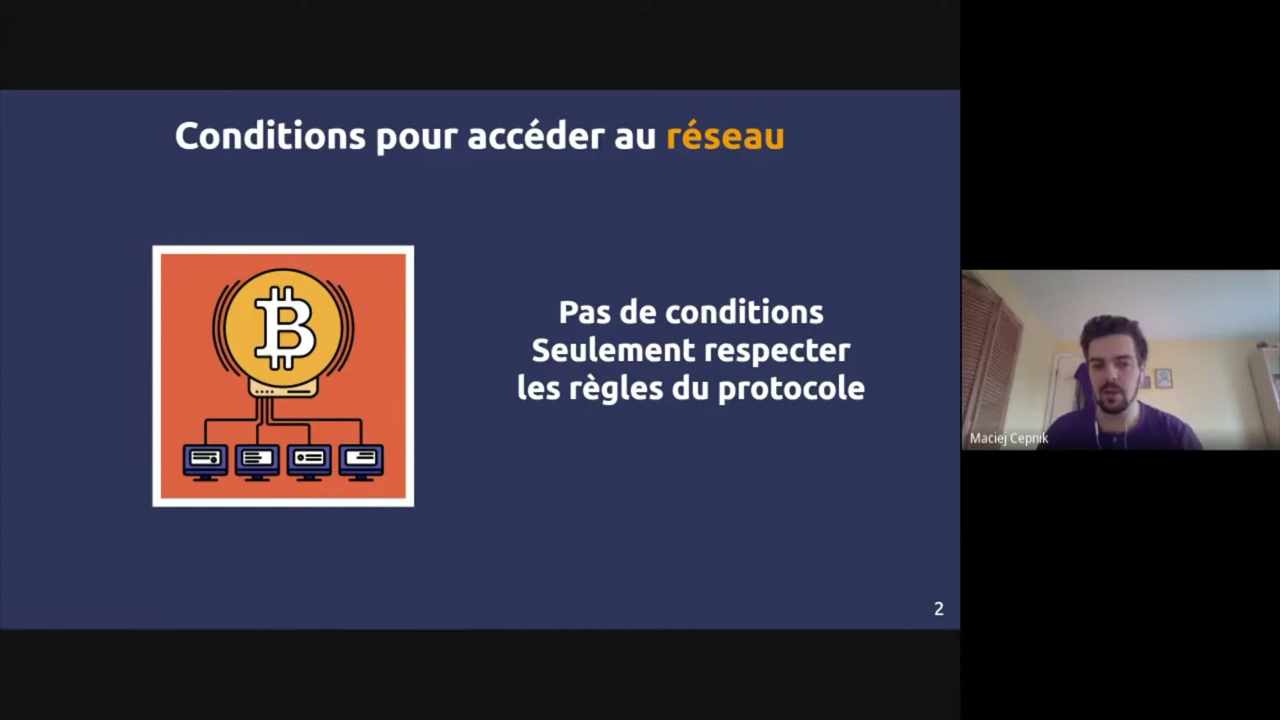 Conditions pour accéder au réseau
Pas de conditions
Seulement respecter
les règles du protocole
2
Maciej Cepnik